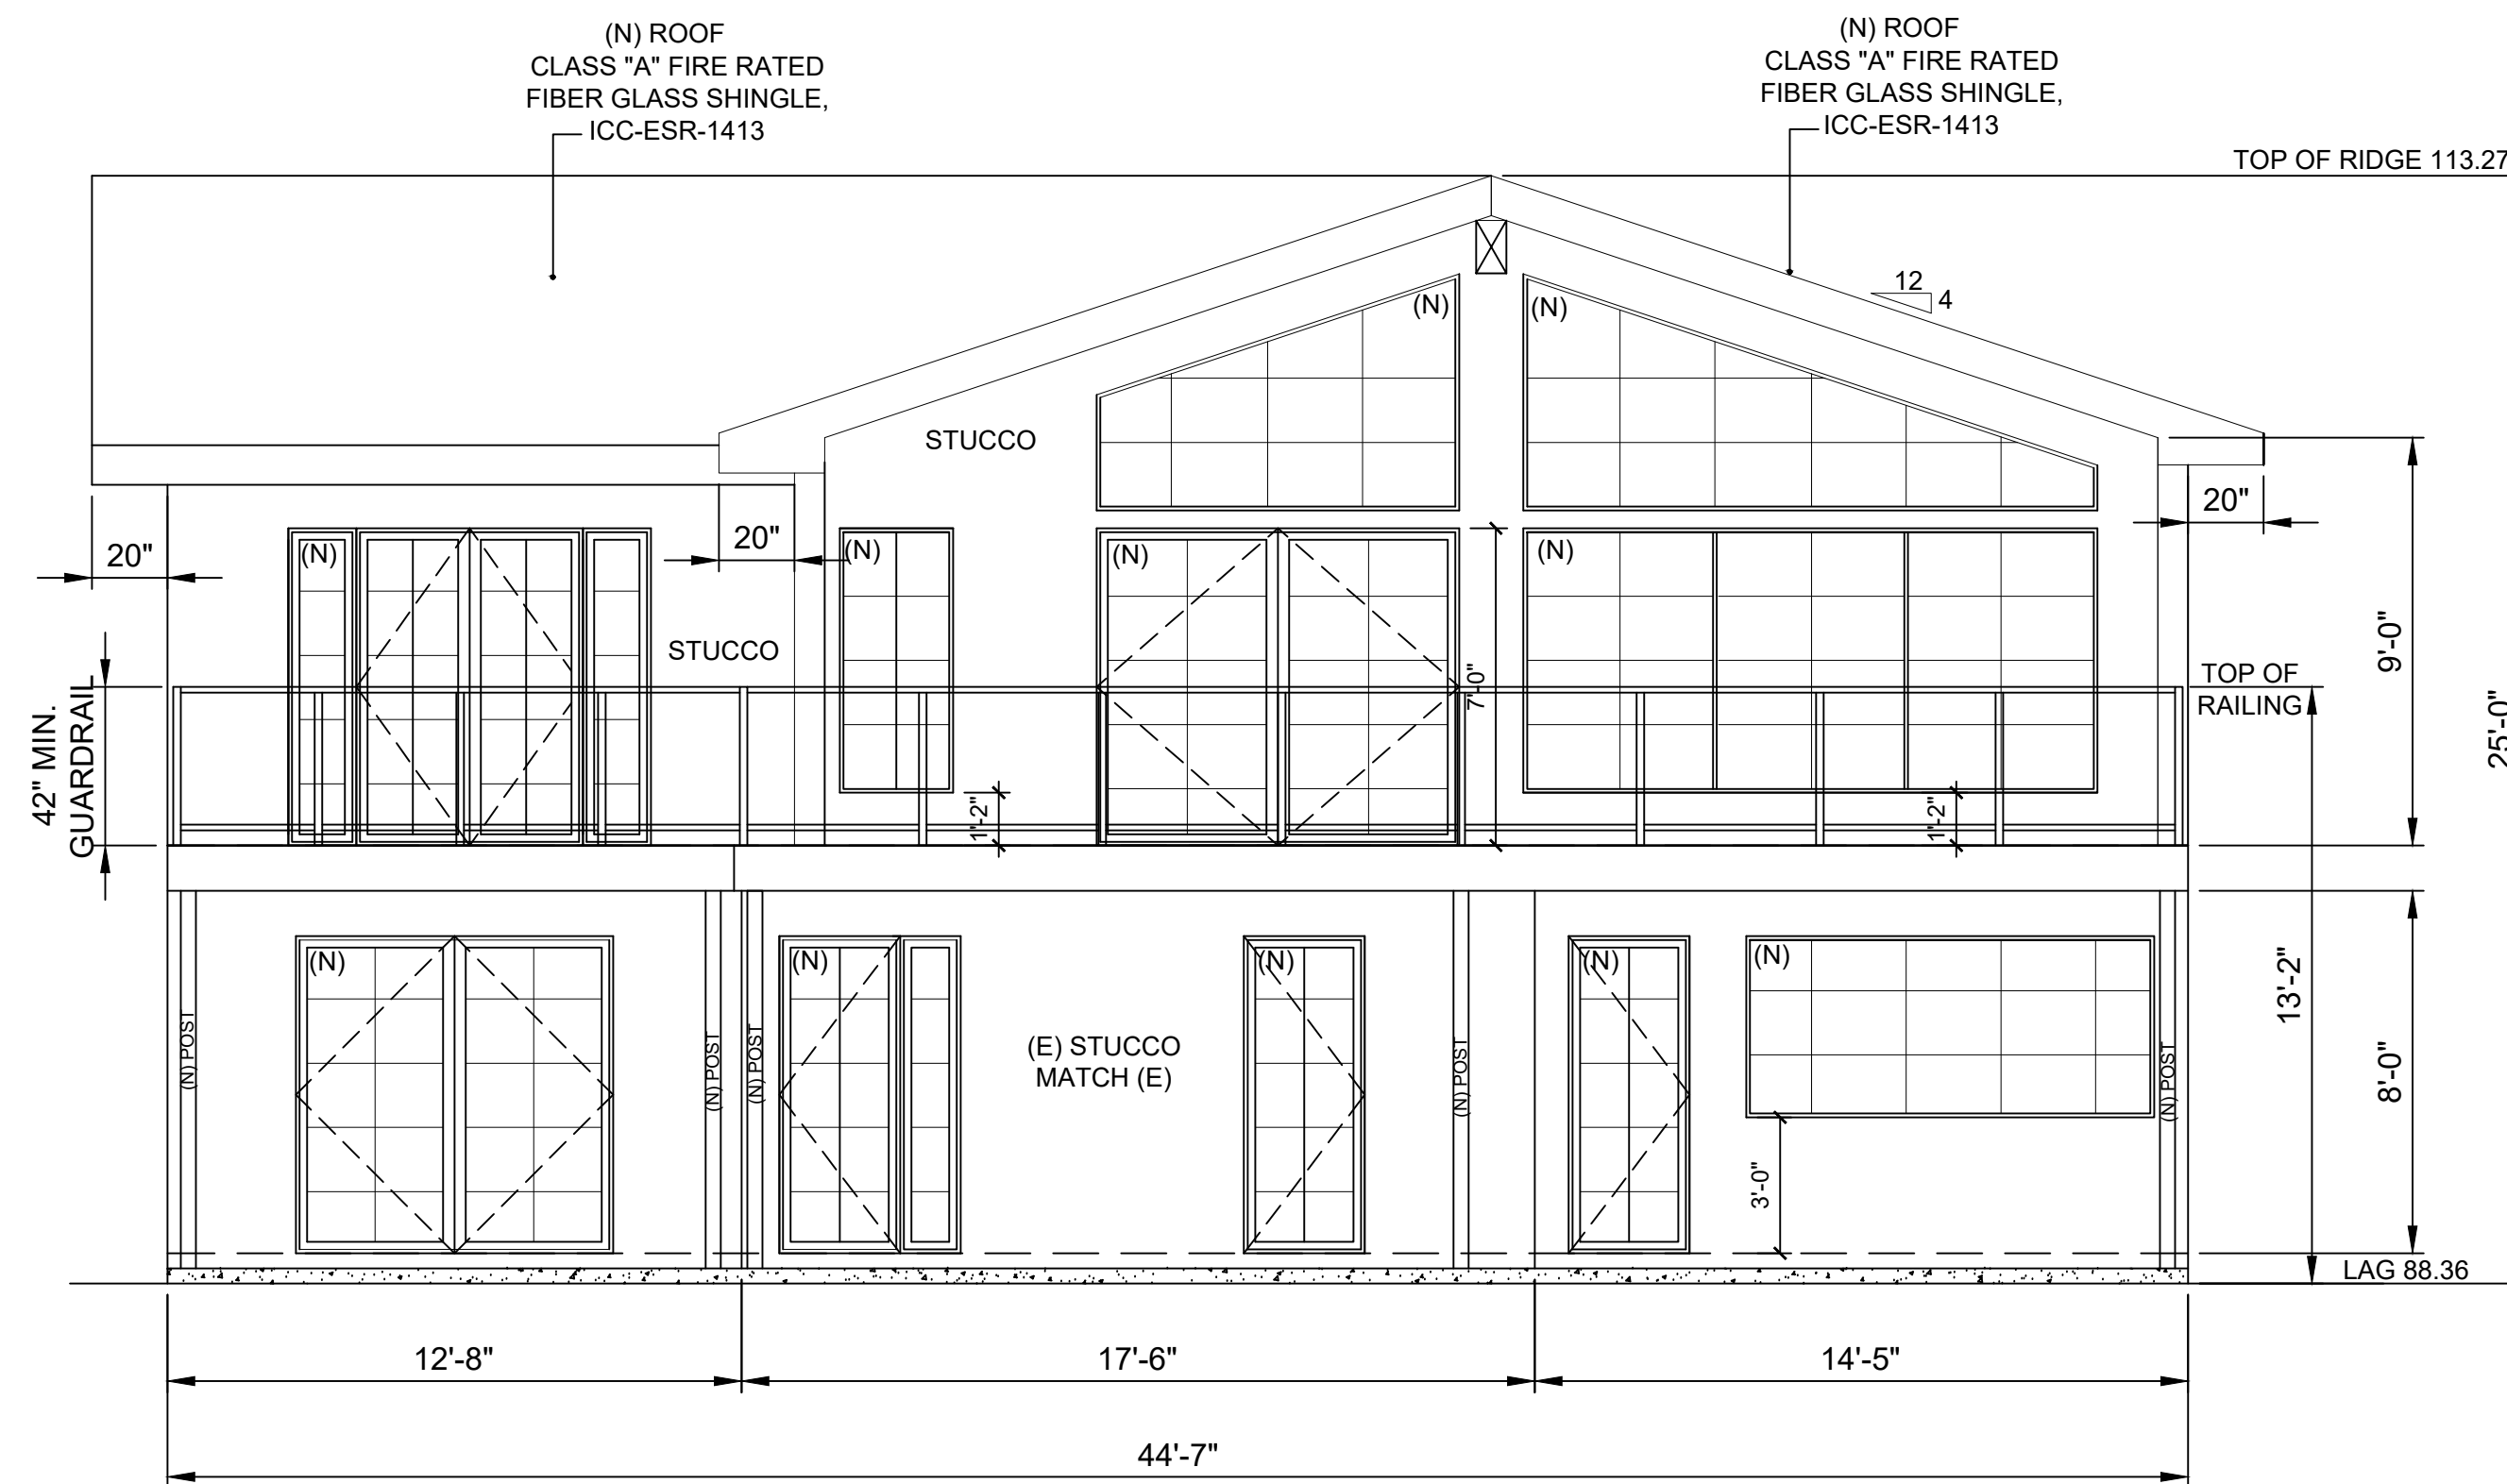 (N) ROOF
CLASS "A" FIRE RATED
FIBER GLASS SHINGLE,
ICC-ESR-1413
(N) ROOF
CLASS "A" FIRE RATED
FIBER GLASS SHINGLE,
ICC-ESR-1413
TOP OF RIDGE 113.27
12
4
(N)
(N)
STUCCO
20"
20"
20"
(N)
(N)
(N)
(N)
STUCCO
42" MIN.
GUARDRAIL
7'-0"
1'-2"
1'-2"
9'-0"
TOP OF
RAILING
25'-0"
13'-2"
8'-0"
(N)
(N)
(N)
(N)
(N)
(N) POST
(N) POST
(N) POST
(N) POST
(N) POST
(E) STUCCO
MATCH (E)
3'-0"
LAG 88.36
12'-8"
17'-6"
14'-5"
44'-7"